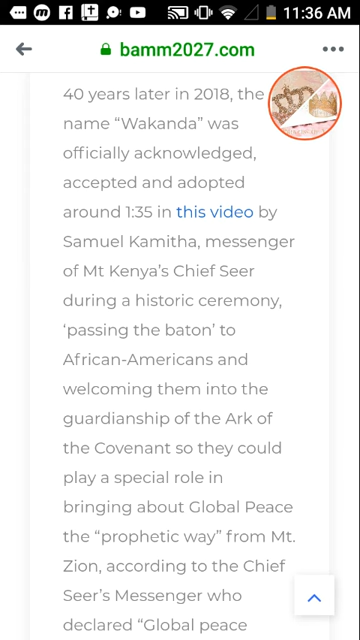 11:36 AM
bamm2027.com
40 years later in 2018, the
name “Wakanda” was
officially acknowledged,
accepted and adopted
around 1:35 in this video by
Samuel Kamitha, messenger
of Mt Kenya’s Chief Seer
during a historic ceremony,
‘passing the baton’ to
African-Americans and
welcoming them into the
guardianship of the Ark of
the Covenant so they could
play a special role in
bringing about Global Peace
the “prophetic way” from Mt.
Zion, according to the Chief
Seer’s Messenger who
declared “Global peace